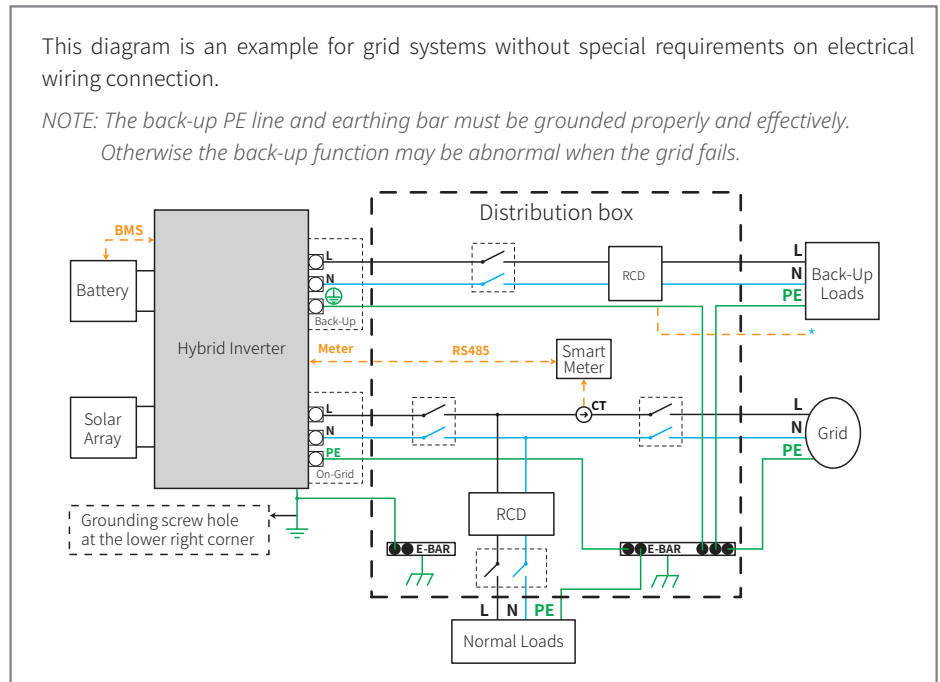 This diagram is an example for grid systems without special requirements on electrical
wiring connection.
NOTE: The back-up PE line and earthing bar must be grounded properly and effectively.
Otherwise the back-up function may be abnormal when the grid fails.
Distribution box
BMS
Battery
Hybrid Inverter
L
N
Back-Up
RCD
L
N
PE
Back-Up
Loads
*
Meter
RS485
Smart
Meter
CT
Solar
Array
L
N
PE
On-Grid
L
N
PE
Grid
Grounding screw hole
at the lower right corner
RCD
E-BAR
E-BAR
L N PE
Normal Loads